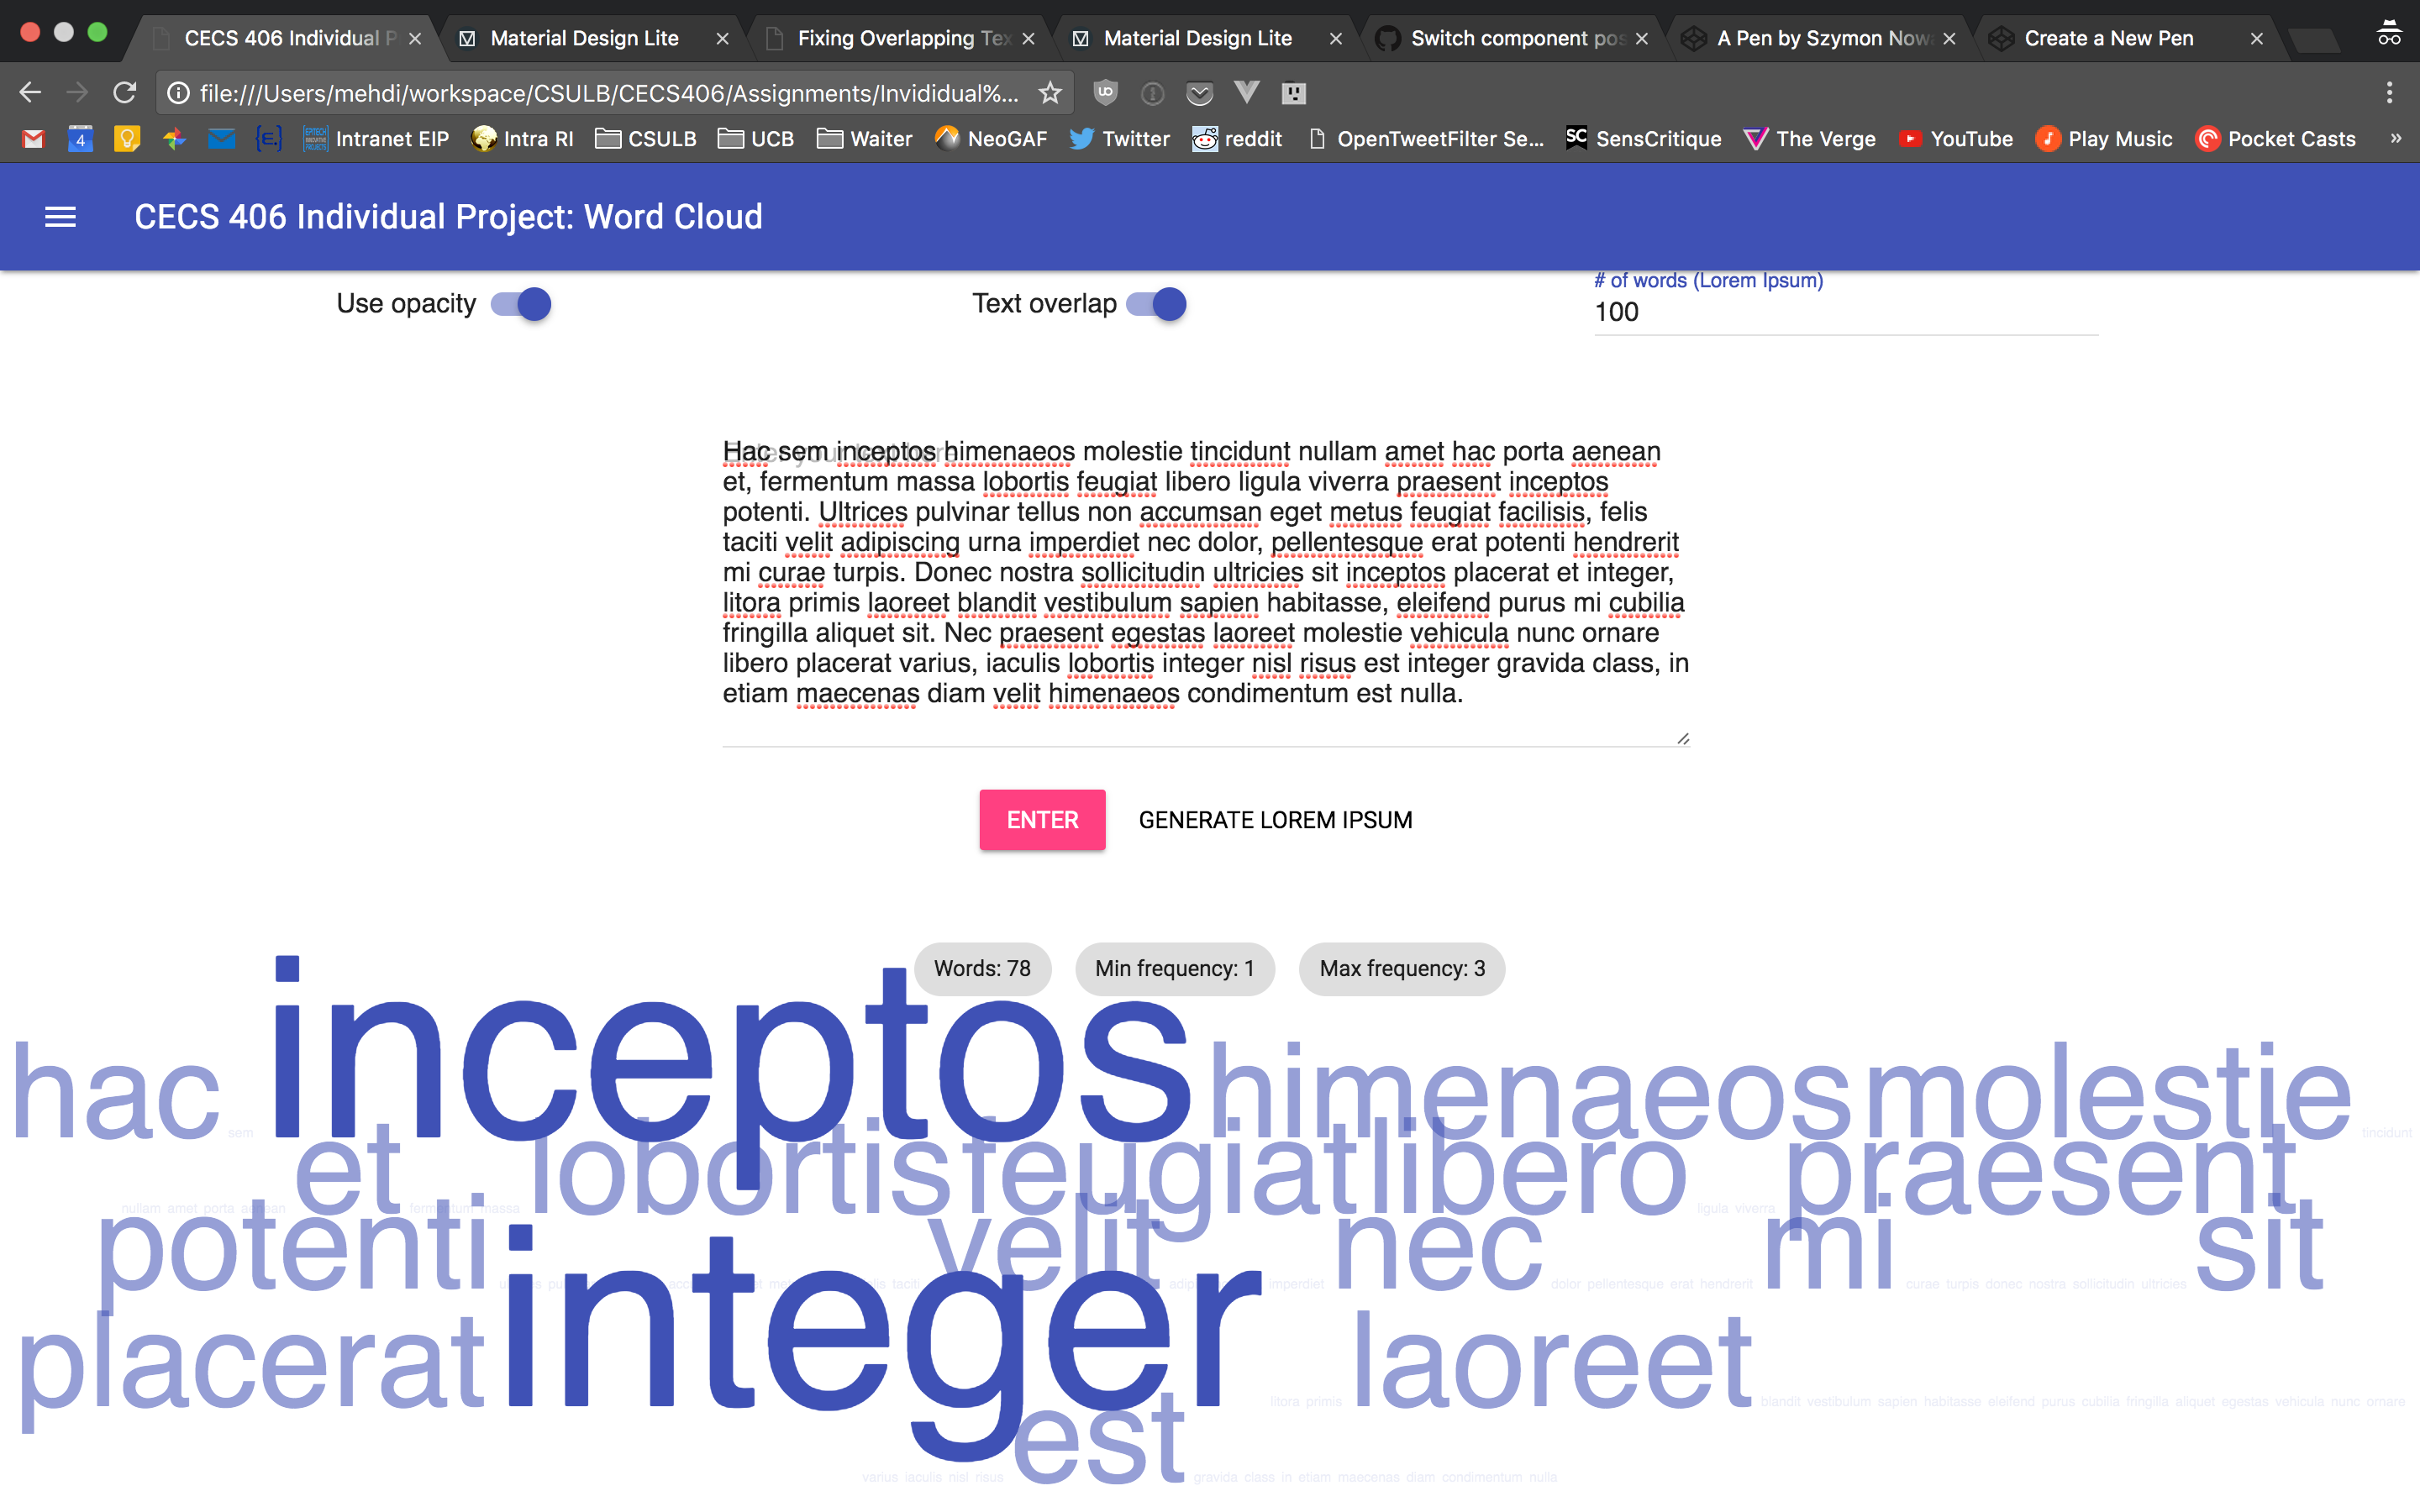 CECS 406 Individual P
Material Design Lite
Fixing Overlapping Tex
Material Design Lite
Switch component pos
A Pen by Szymon Now
Create a New Pen
file:///Users/mehdi/workspace/CSULB/CECS406/Assignments/Invididual%...
4
Intranet EIP
Intra RI
CSULB
UCB
Waiter
NeoGAF
Twitter
reddit
OpenTweetFilter Se...
SensCritique
The Verge
YouTube
Play Music
Pocket Casts
»
CECS 406 Individual Project: Word Cloud
Use opacity
Text overlap
# of words (Lorem Ipsum)
100
Enter your text here
Hac sem inceptos himenaeos molestie tincidunt nullam amet hac porta aenean
et, fermentum massa lobortis feugiat libero ligula viverra praesent inceptos
potenti. Ultrices pulvinar tellus non accumsan eget metus feugiat facilisis, felis
taciti velit adipiscing urna imperdiet nec dolor, pellentesque erat potenti hendrerit
mi curae turpis. Donec nostra sollicitudin ultricies sit inceptos placerat et integer,
litora primis laoreet blandit vestibulum sapien habitasse, eleifend purus mi cubilia
fringilla aliquet sit. Nec praesent egestas laoreet molestie vehicula nunc ornare
libero placerat varius, iaculis lobortis integer nisl risus est integer gravida class, in
etiam maecenas diam velit himenaeos condimentum est nulla.
ENTER
GENERATE LOREM IPSUM
Words: 78
Min frequency: 1
Max frequency: 3
hac sem inceptos himenaeos molestie tincidunt
nullam amet porta aenean et fermentum massa lobortis feugiat libero ligula viverra praesent
potenti taciti velit imperdiet nec dolor pellentesque erat hendrerit mi curae turpis donec nostra sollicitudin ultricies sit
placerat integer litora primis laoreet blandit vestibulum sapien habitasse eleifend purus cubilia fringilla aliquet egestas vehicula nunc ornare
varius iaculis nisl risus est gravida class in etiam maecenas diam condimentum nulla